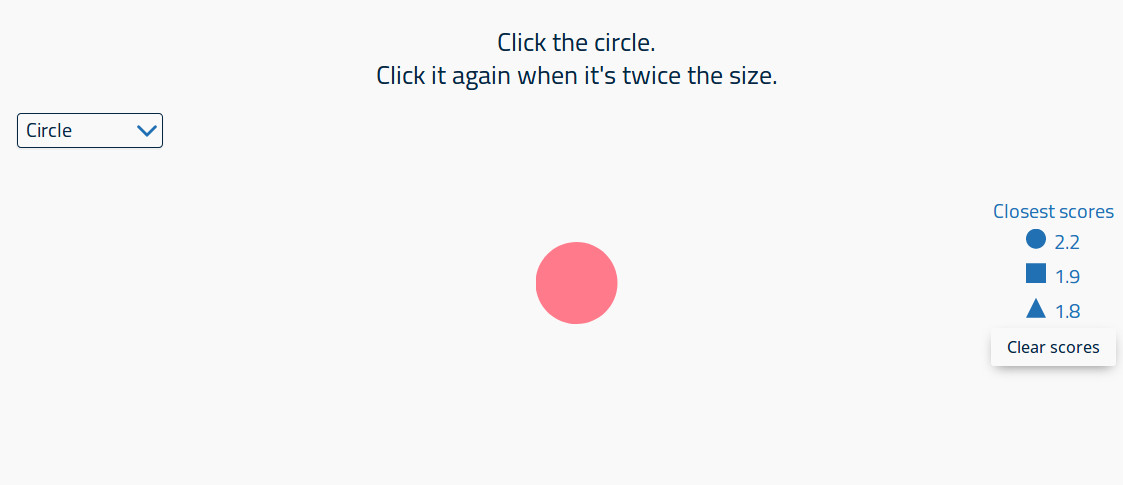 Click the circle.
Click it again when it's twice the size.
Circle
Closest scores
2.2
1.9
1.8
Clear scores